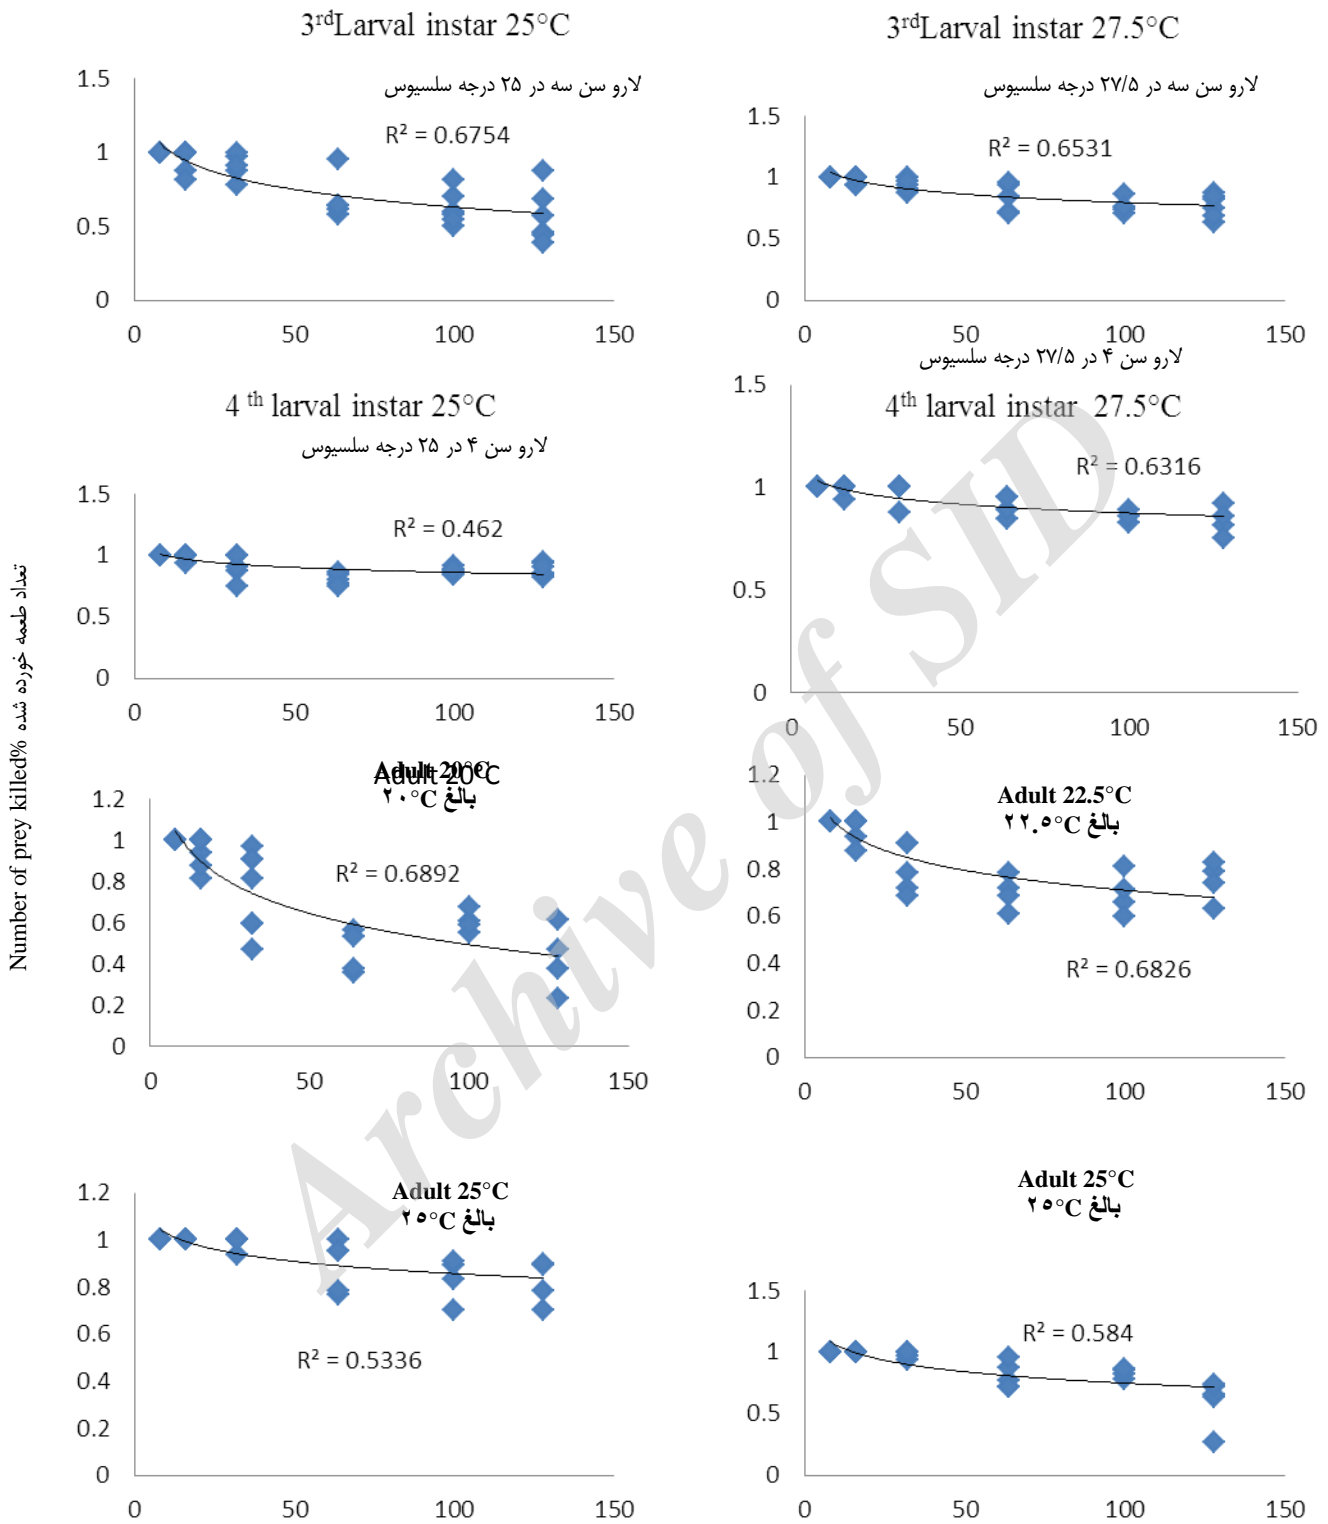 3rdLarval instar 25°C
لارو سن سه در ۲۵ درجه سلسیوس
R² = 0.6754
1.5
1
0.5
0
0 50 100 150
3rdLarval instar 27.5°C
لارو سن سه در ۲۷/۵ درجه سلسیوس
R² = 0.6531
1.5
1
0.5
0
0 50 100 150
4 th larval instar 25°C
لارو سن ۴ در ۲۵ درجه سلسیوس
R² = 0.462
1.5
1
0.5
0
0 50 100 150
لارو سن ۴ در ۲۷/۵ درجه سلسیوس
4th larval instar 27.5°C
R² = 0.6316
1.5
1
0.5
0
0 50 100 150
تعداد طعمه خورده شده %Number of prey killed
Adult 20°C
Adult 20°C
بالغ ۲۰°C
R² = 0.6892
1.2
1
0.8
0.6
0.4
0.2
0
0 50 100 150
Adult 22.5°C
بالغ ۲۲.۵°C
R² = 0.6826
1.2
1
0.8
0.6
0.4
0.2
0
0 50 100 150
Adult 25°C
بالغ ۲۵°C
R² = 0.5336
1.2
1
0.8
0.6
0.4
0.2
0
0 50 100 150
Adult 25°C
بالغ ۲۵°C
R² = 0.584
1.5
1
0.5
0
0 50 100 150
Archive of SID